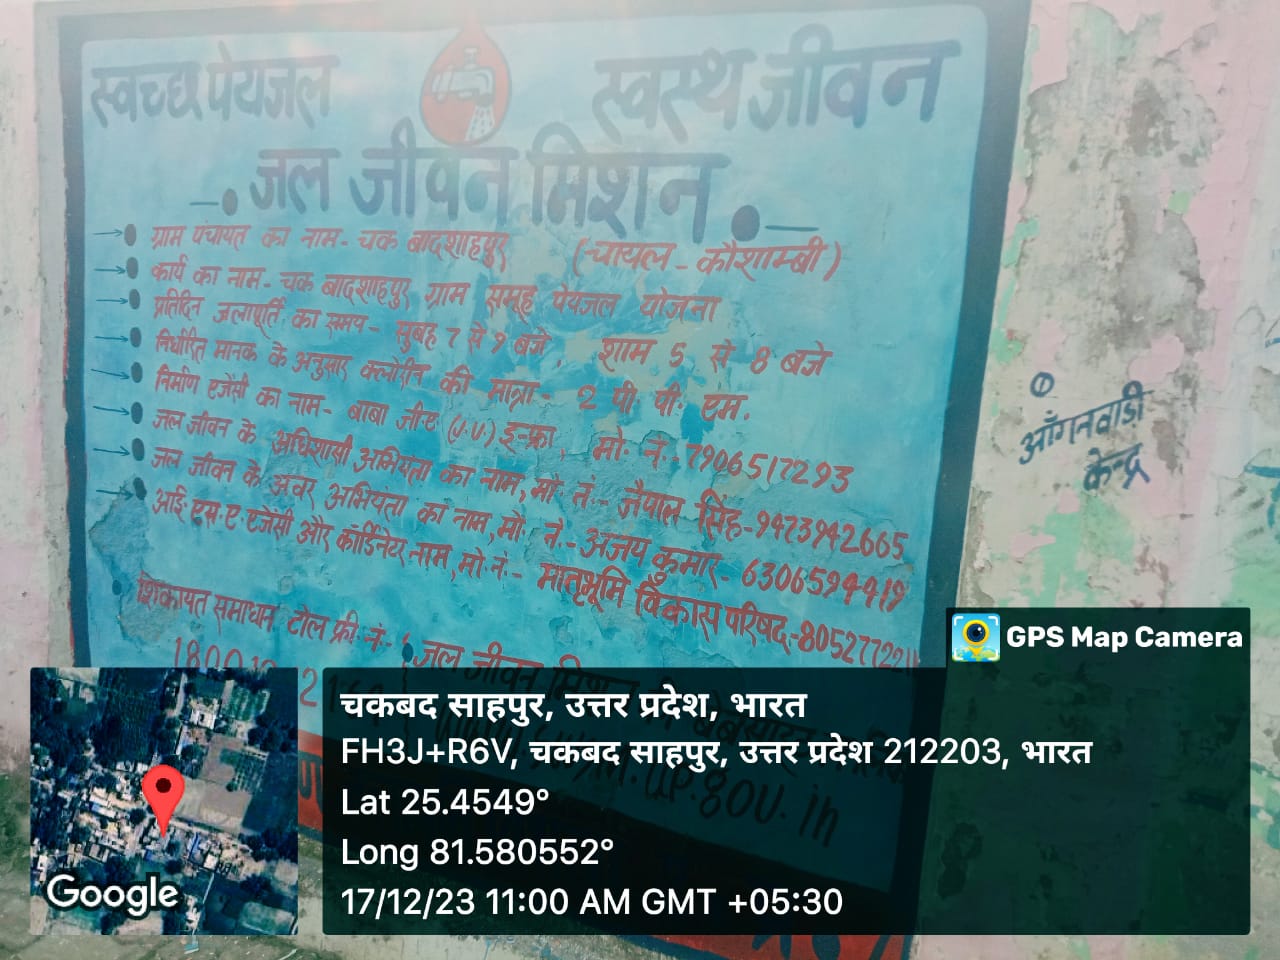 स्वच्छ पेयजल स्वस्थ जीवन
जल जीवन मिशन
ग्राम पंचायत का नाम - चक बादशाहपुर (चायल - कौशाम्बी)
कार्य का नाम - चक बादशाहपुर ग्राम समूह पेयजल योजना
प्रतिदिन जलापूर्ति का समय - सुबह 7 से 9 बजे, शाम 5 से 8 बजे
निर्धारित मानक के अनुसार क्लोरीन की मात्रा - 2 पी. पी. एम.
निर्माण एजेंसी का नाम - बाबा जीए (J.V.) इन्फ्रा, मो. नं. - 7906517293
जल जीवन के अधिशासी अभियंता का नाम, मो. नं. - जैपाल सिंह - 9473942665
जल जीवन के अवर अभियंता का नाम, मो. नं. - अजय कुमार - 6306594419
आई. एस. ए. एजेंसी और कॉर्डिनेटर नाम, मो. नं. - मातृभूमि विकास परिषद -
शिकायत समाधान टोल फ्री नं. -
जल जीवन मिशन
up.gov.in
आँगनवाडी
केन्द्र
GPS Map Camera
चकबद साहपुर, उत्तर प्रदेश, भारत
FH3J+R6V, चकबद साहपुर, उत्तर प्रदेश 212203, भारत
Lat 25.4549°
Long 81.580552°
17/12/23 11:00 AM GMT +05:30
Google